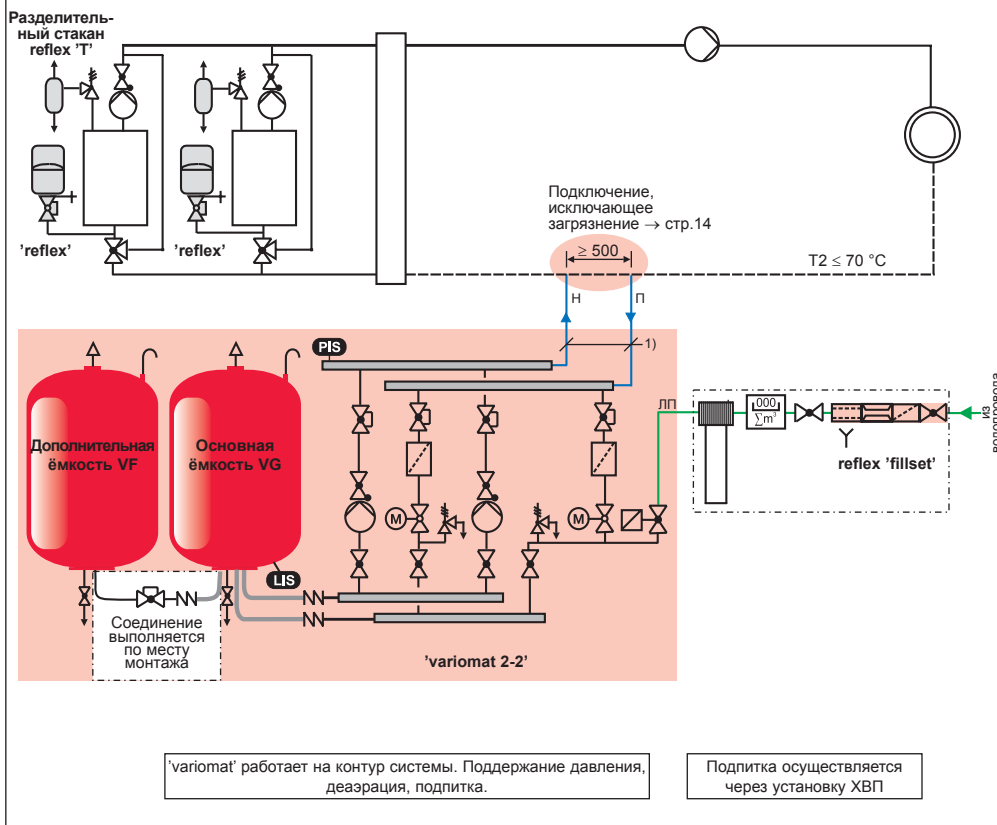 Разделитель-
ный стакан
reflex 'T'
'reflex'
'reflex'
Подключение,
исключающее
загрязнение → стр.14
≥ 500
T2 ≤ 70 °C
Н
П
1)
PIS
ЛП
000
∑m³
из
водопровода
reflex 'fillset'
Дополнительная
ёмкость VF
Основная
ёмкость VG
M
M
LIS
Соединение
выполняется
по месту
монтажа
'variomat 2-2'
'variomat' работает на контур системы. Поддержание давления,
деаэрация, подпитка.
Подпитка осуществляется
через установку ХВП